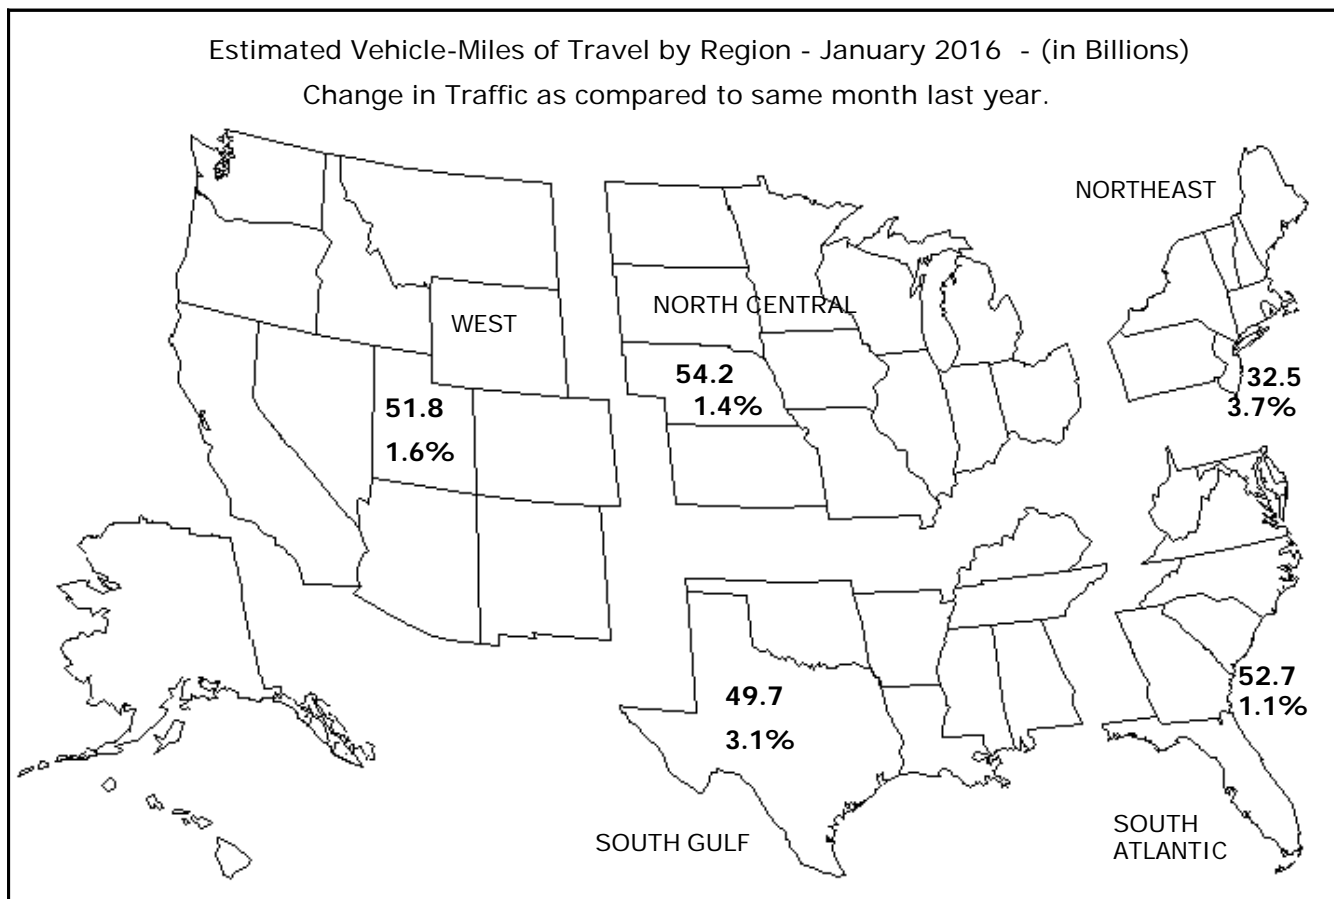 Estimated Vehicle-Miles of Travel by Region - January 2016 - (in Billions)
Change in Traffic as compared to same month last year.
NORTHEAST
NORTH CENTRAL
WEST
54.2
1.4%
32.5
3.7%
51.8
1.6%
52.7
1.1%
49.7
3.1%
SOUTH GULF
SOUTH
ATLANTIC